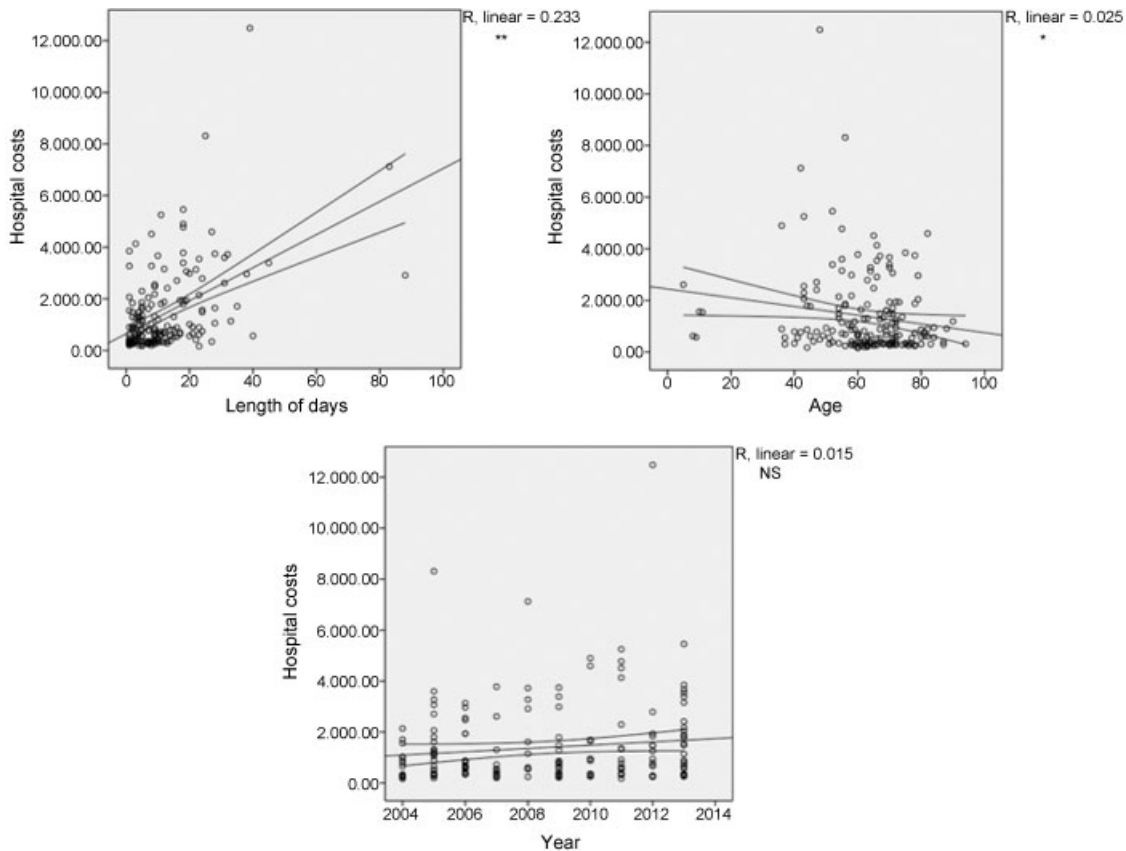 R, linear = 0.233
**
12.000.00
10.000.00
8.000.00
6.000.00
4.000.00
2.000.00
0.00
Hospital costs
0 20 40 60 80 100
Length of days
R, linear = 0.025
*
12.000.00
10.000.00
8.000.00
6.000.00
4.000.00
2.000.00
0.00
Hospital costs
0 20 40 60 80 100
Age
R, linear = 0.015
NS
12.000.00
10.000.00
8.000.00
6.000.00
4.000.00
2.000.00
0.00
Hospital costs
2004 2006 2008 2010 2012 2014
Year